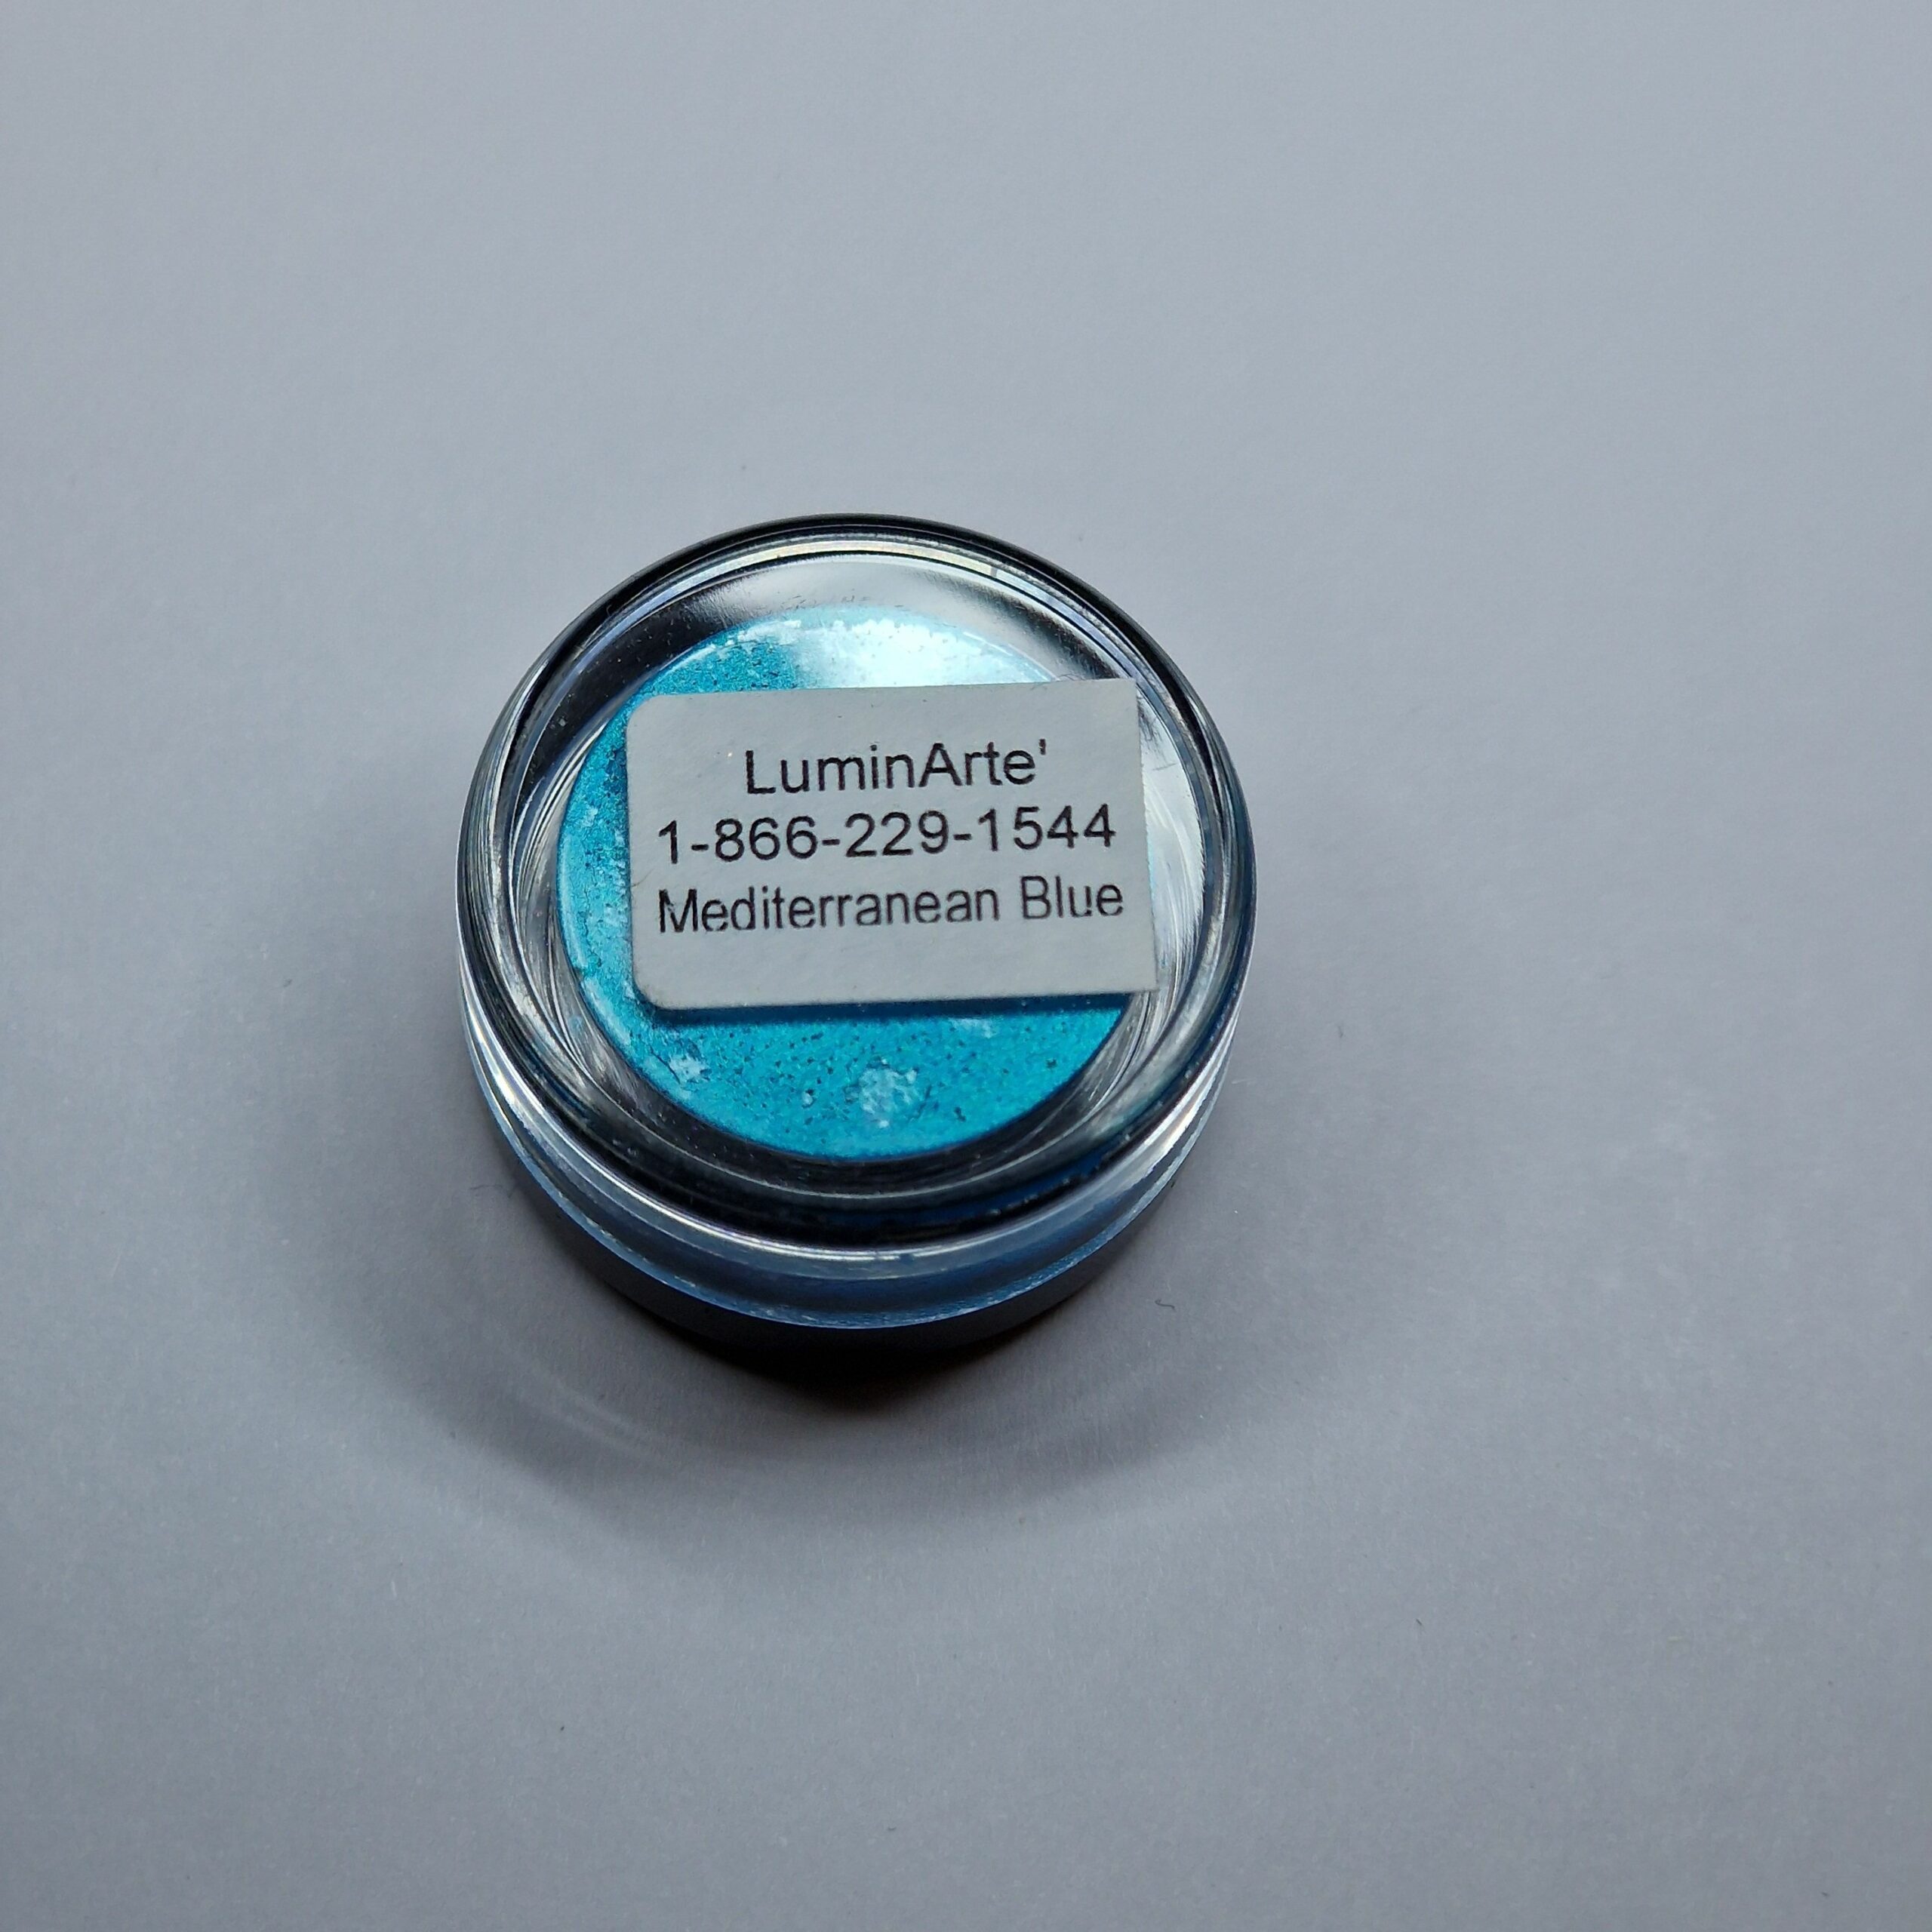 LuminArte'
1-866-229-1544
Mediterranean Blue